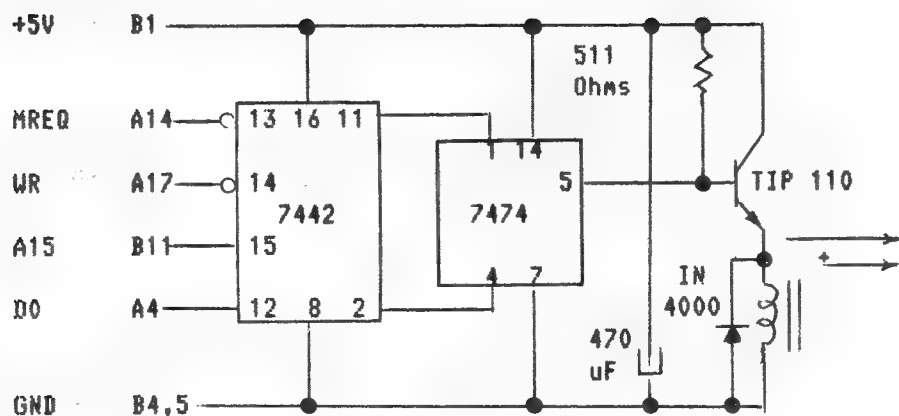 +5V B1
511
Ohms
MREQ A14 13 16 11
1 14
WR A17 14 5 TIP 110
7442 7474
A15 B11 15
4 7 IN
D0 A4 12 8 2 4000
+
470
uF
GND B4,5